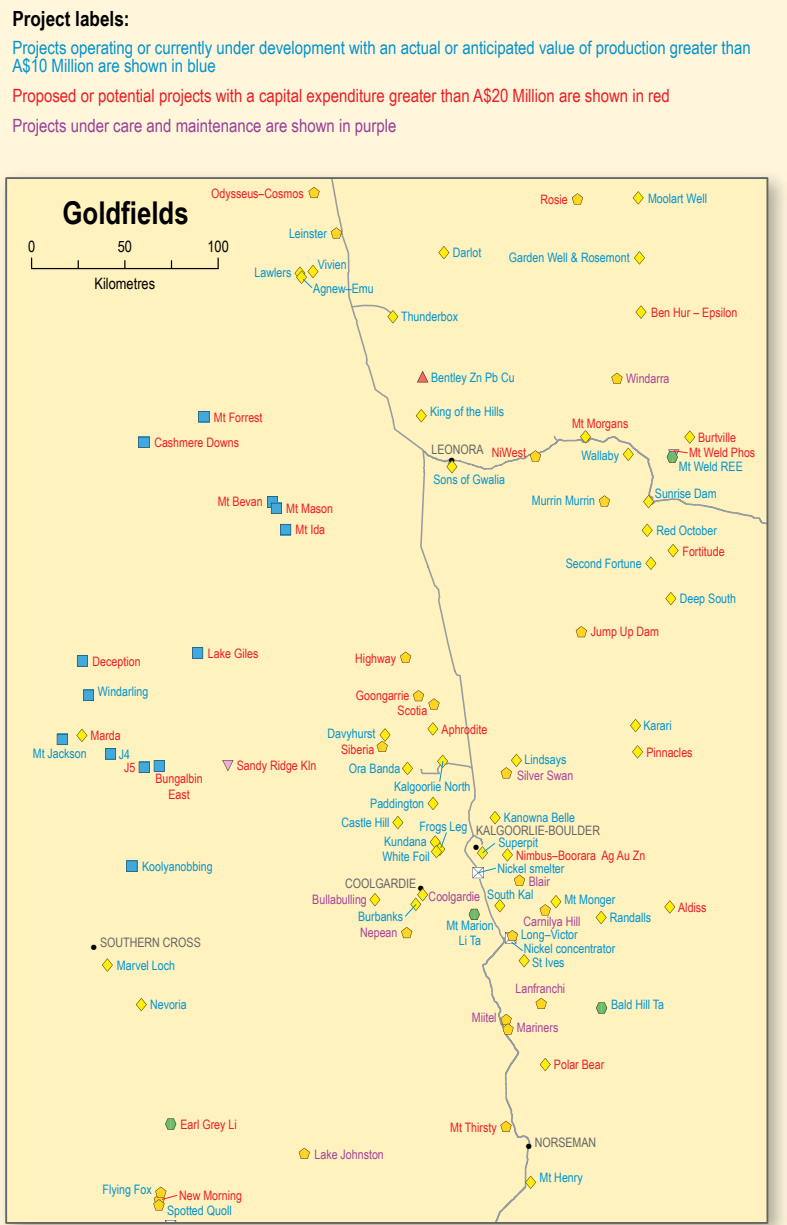 Project labels:
Projects operating or currently under development with an actual or anticipated value of production greater than
A$10 Million are shown in blue
Proposed or potential projects with a capital expenditure greater than A$20 Million are shown in red
Projects under care and maintenance are shown in purple
Goldfields
0 50 100
Kilometres
Odysseus–Cosmos
Rosie
Moolart Well
Leinster
Darlot
Garden Well & Rosemont
Lawlers
Vivien
Agnew–Emu
Thunderbox
Ben Hur – Epsilon
Bentley Zn Pb Cu
Windarra
Mt Forrest
King of the Hills
Cashmere Downs
Mt Morgans
Burtville
LEONORA
NiWest
Wallaby
Mt Weld Phos
Mt Weld REE
Sons of Gwalia
Mt Bevan
Mt Mason
Murrin Murrin
Sunrise Dam
Mt Ida
Red October
Fortitude
Second Fortune
Deep South
Jump Up Dam
Deception
Lake Giles
Highway
Windarling
Goongarrie
Scotia
Marda
Davyhurst
Aphrodite
Karari
Mt Jackson
J4
Siberia
Pinnacles
J5
Bungalbin
East
Sandy Ridge Kln
Ora Banda
Lindsays
Silver Swan
Kalgoorlie North
Paddington
Castle Hill
Frogs Leg
Kanowna Belle
KALGOORLIE-BOULDER
Kundana
White Foil
Superpit
Nimbus–Boorara Ag Au Zn
Koolyanobbing
Nickel smelter
COOLGARDIE
Blair
Bullabulling
Coolgardie
South Kal
Mt Monger
Burbanks
Aldiss
Mt Marion
Li Ta
Carnilya Hill
Randalls
Nepean
Long–Victor
SOUTHERN CROSS
Nickel concentrator
Marvel Loch
St Ives
Lanfranchi
Nevoria
Bald Hill Ta
Miitel
Mariners
Polar Bear
Earl Grey Li
Mt Thirsty
NORSEMAN
Lake Johnston
Mt Henry
Flying Fox
New Morning
Spotted Quoll